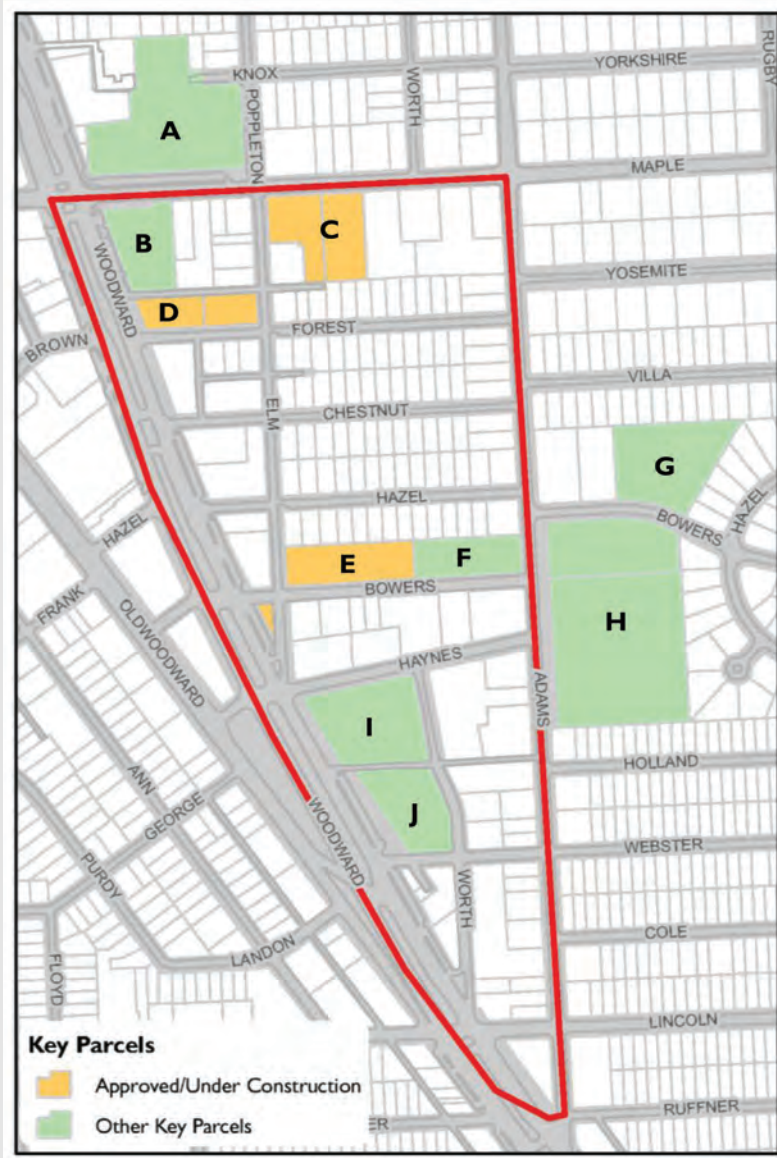 RUGBY
YORKSHIRE
KNOX
WORTH
POPPLETON
A
MAPLE
C
B
WOODWARD
YOSEMITE
D
FOREST
BROWN
VILLA
ELM
CHESTNUT
G
HAZEL
BOWERS
HAZEL
HAZEL
E
F
BOWERS
FRANK
OLDWOODWARD
H
HAYNES
ADAMS
I
HOLLAND
ANN
GEORGE
WOODWARD
J
WEBSTER
PURDY
WORTH
COLE
LANDON
FLOYD
LINCOLN
RUFFNER
ER
Key Parcels
Approved/Under Construction
Other Key Parcels